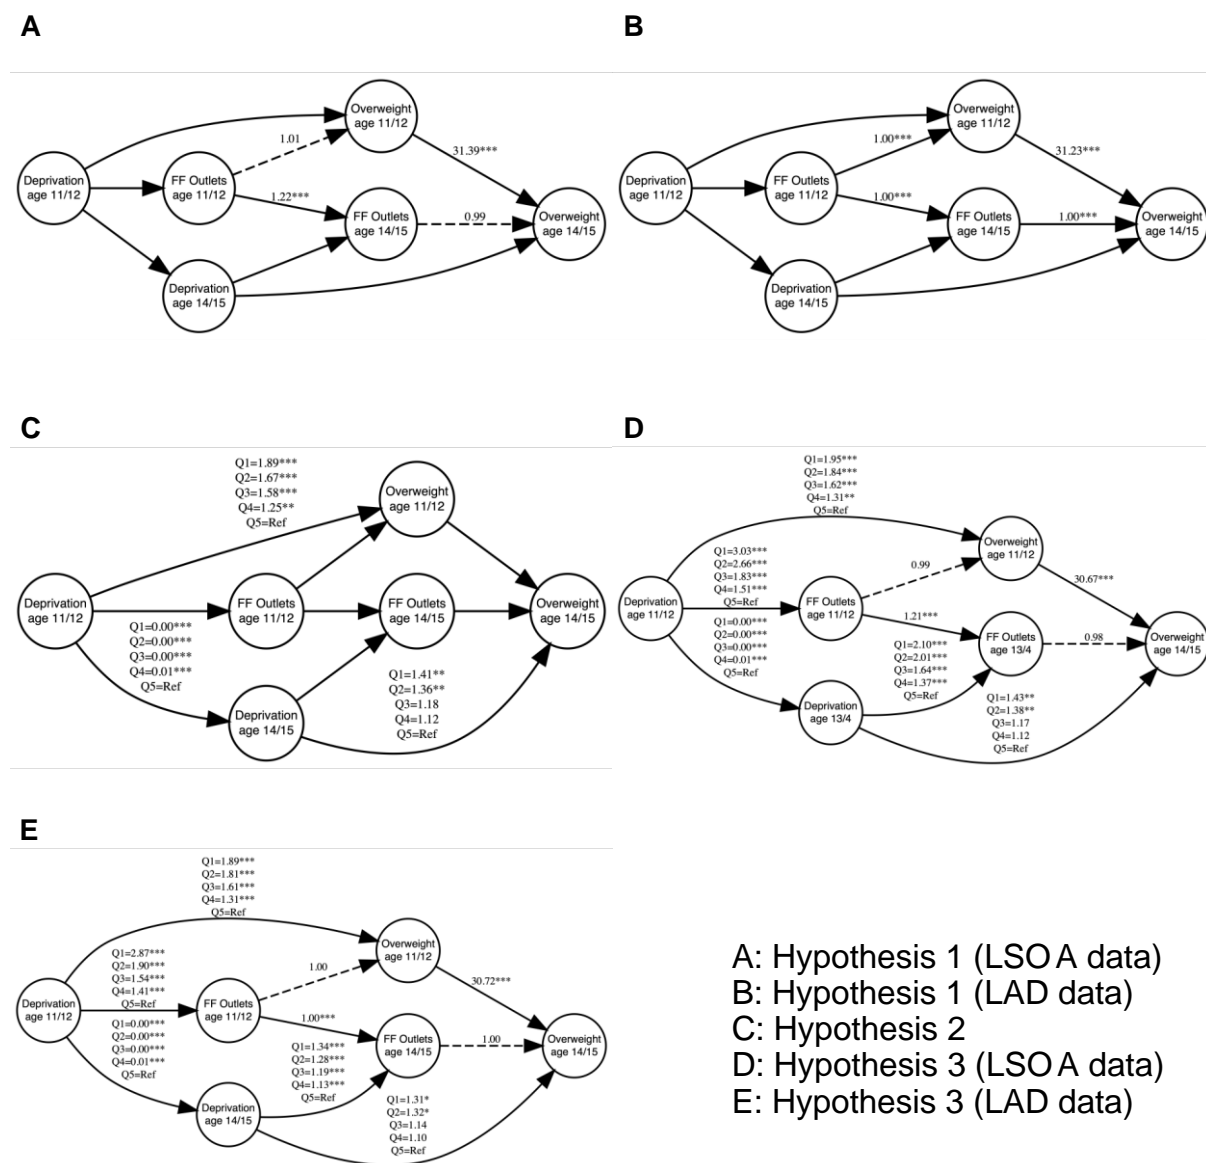 A
Overweight
age 11/12
1.01
31.39***
Deprivation
age 11/12
FF Outlets
age 11/12
1.22***
FF Outlets
age 14/15
0.99
Overweight
age 14/15
Deprivation
age 14/15
B
Overweight
age 11/12
1.00***
31.23***
Deprivation
age 11/12
FF Outlets
age 11/12
1.00***
FF Outlets
age 14/15
1.00***
Overweight
age 14/15
Deprivation
age 14/15
C
Q1=1.89***
Q2=1.67***
Q3=1.58***
Q4=1.25**
Q5=Ref
Overweight
age 11/12
Deprivation
age 11/12
FF Outlets
age 11/12
FF Outlets
age 14/15
Overweight
age 14/15
Q1=0.00***
Q2=0.00***
Q3=0.00***
Q4=0.01***
Q5=Ref
Q1=1.41**
Q2=1.36**
Q3=1.18
Q4=1.12
Q5=Ref
Deprivation
age 14/15
D
Q1=1.95***
Q2=1.84***
Q3=1.62***
Q4=1.31**
Q5=Ref
Overweight
age 11/12
Q1=3.03***
Q2=2.66***
Q3=1.83***
Q4=1.51***
Q5=Ref
0.99
30.67***
Deprivation
age 11/12
FF Outlets
age 11/12
1.21***
Q1=0.00***
Q2=0.00***
Q3=0.00***
Q4=0.01***
Q5=Ref
FF Outlets
age 13/4
0.98
Overweight
age 14/15
Q1=2.10***
Q2=2.01***
Q3=1.64***
Q4=1.37***
Q5=Ref
Deprivation
age 13/4
Q1=1.43**
Q2=1.38**
Q3=1.17
Q4=1.12
Q5=Ref
E
Q1=1.89***
Q2=1.81***
Q3=1.61***
Q4=1.31***
Q5=Ref
Overweight
age 11/12
Q1=2.87***
Q2=1.90***
Q3=1.54***
Q4=1.41***
Q5=Ref
1.00
30.72***
Deprivation
age 11/12
FF Outlets
age 11/12
1.00***
Q1=0.00***
Q2=0.00***
Q3=0.00***
Q4=0.01***
Q5=Ref
FF Outlets
age 14/15
1.00
Overweight
age 14/15
Q1=1.34***
Q2=1.28***
Q3=1.19***
Q4=1.13***
Q5=Ref
Deprivation
age 14/15
Q1=1.31*
Q2=1.32*
Q3=1.14
Q4=1.10
Q5=Ref
A: Hypothesis 1 (LSOA data)
B: Hypothesis 1 (LAD data)
C: Hypothesis 2
D: Hypothesis 3 (LSOA data)
E: Hypothesis 3 (LAD data)